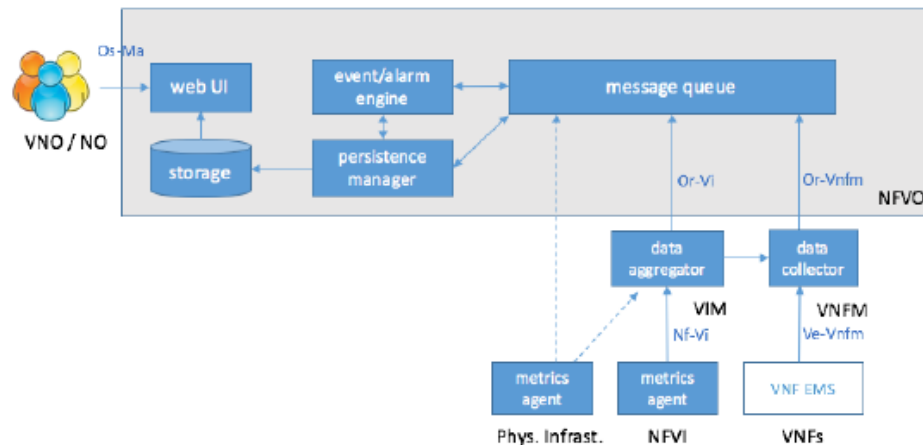 Os-Ma
web UI
event/alarm
engine
message queue
VNO / NO
storage
persistence
manager
Or-Vi
Or-Vnfm
NFVO
data
aggregator
data
collector
VIM
VNFM
Nf-Vi
Ve-Vnfm
metrics
agent
metrics
agent
VNF EMS
Phys. Infrast.
NFVI
VNFs